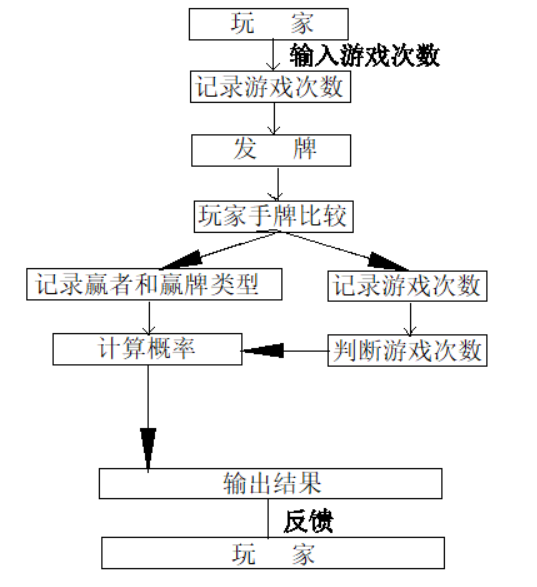 玩 家
输入游戏次数
记录游戏次数
发 牌
玩家手牌比较
记录赢者和赢牌类型
记录游戏次数
计算概率
判断游戏次数
输出结果
反馈
玩 家